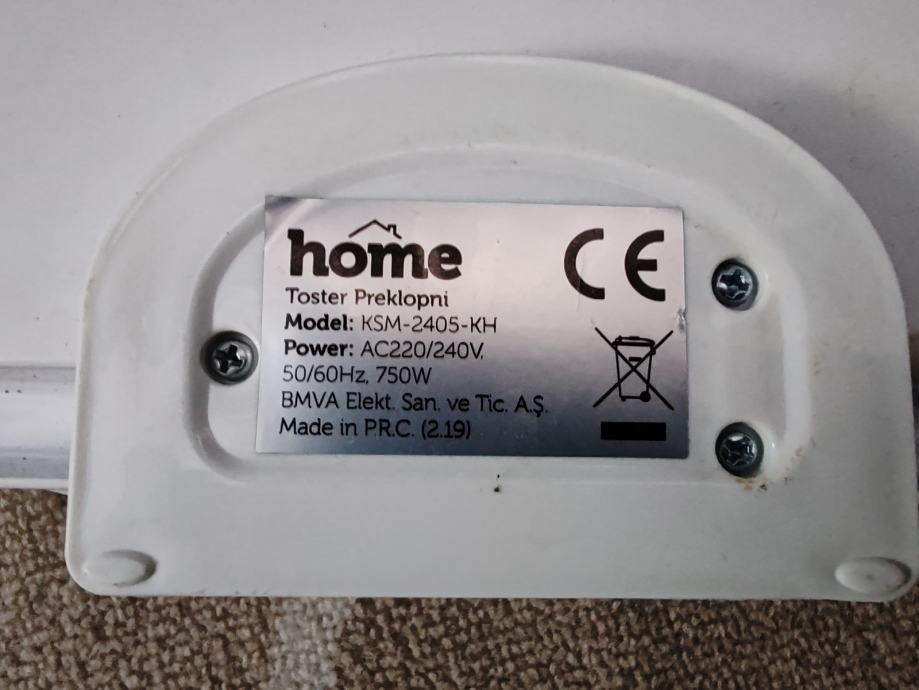 home
CE
Toster Preklopni
Model: KSM-2405-KH
Power: AC220/240V,
50/60Hz, 750W
BMVA Elekt. San. ve Tic. A.Ş.
Made in P.R.C. (2.19)